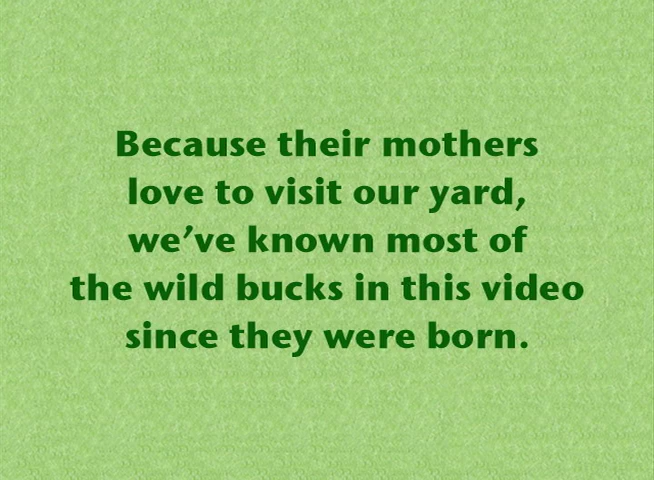 Because their mothers
love to visit our yard,
we’ve known most of
the wild bucks in this video
since they were born.